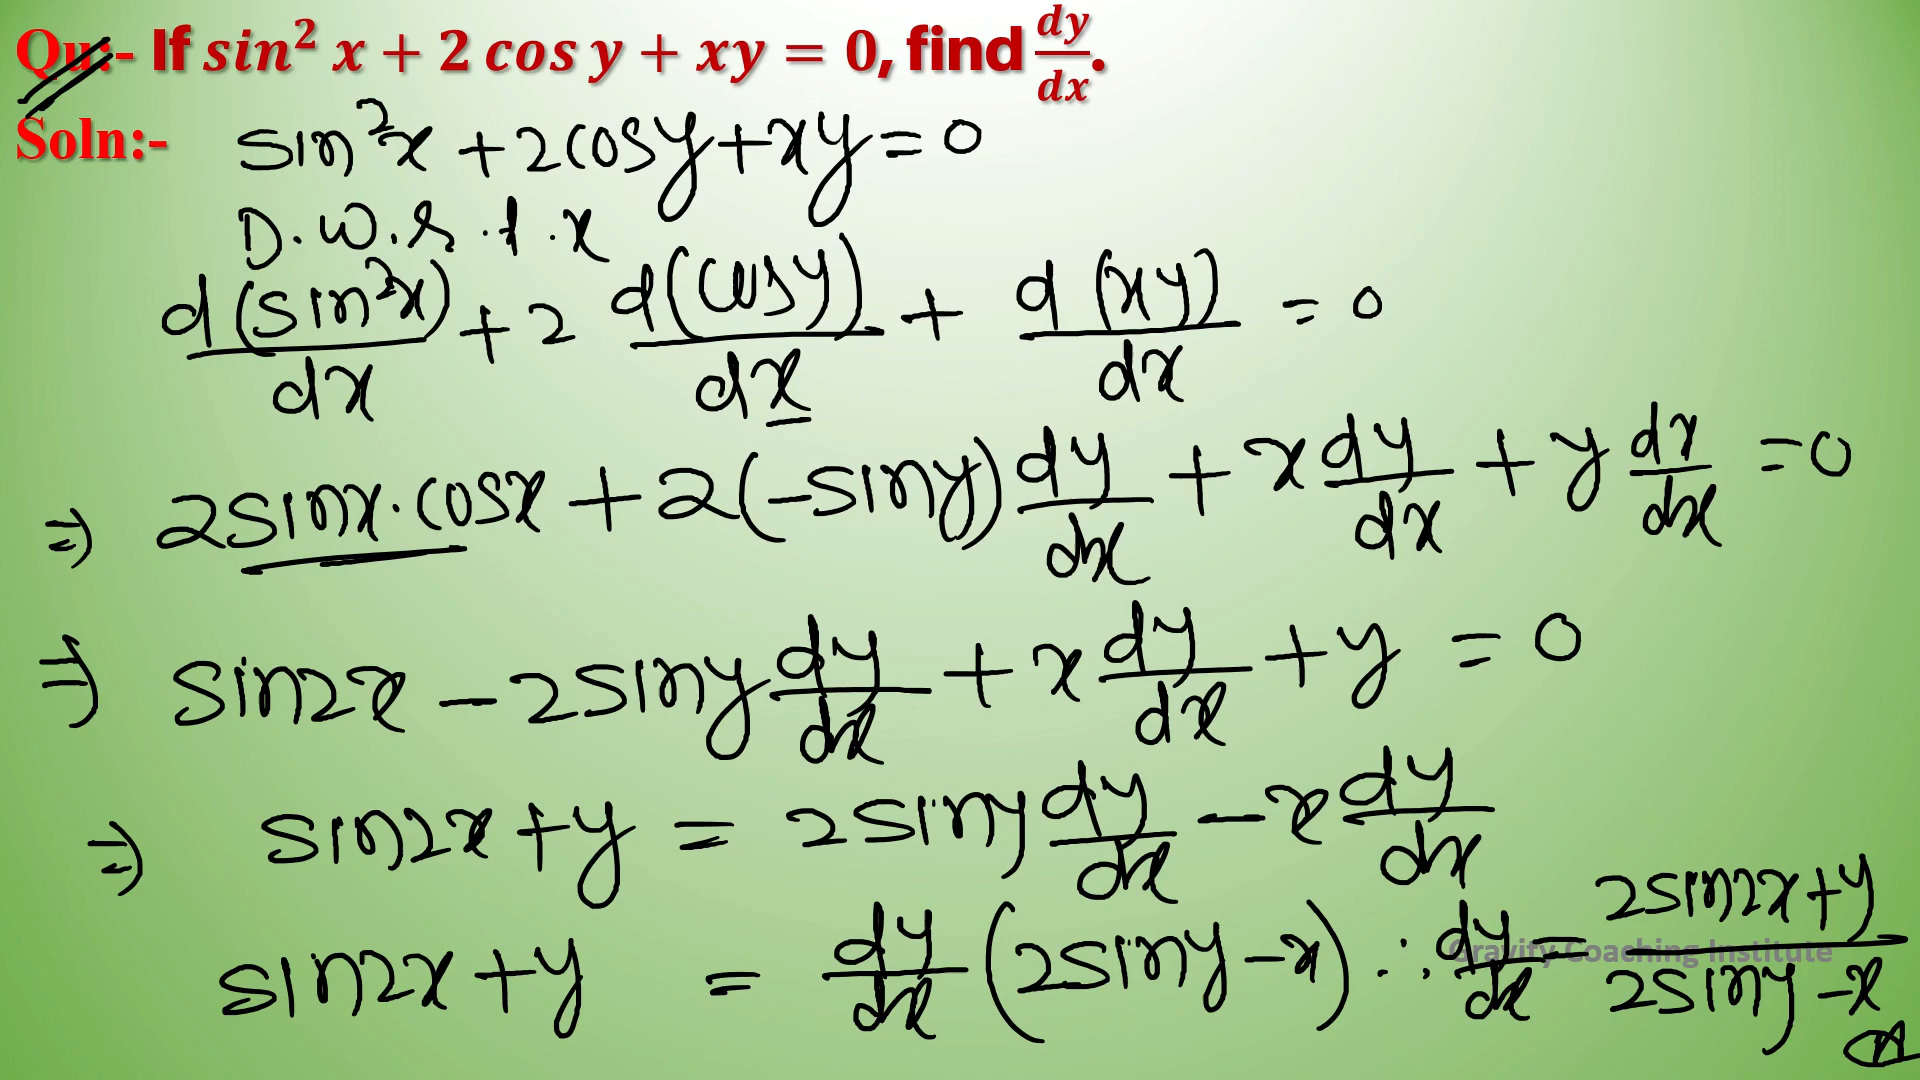 Qu:- If sin² x + 2 cos y + xy = 0, find dy/dx.
Soln:- sin²x + 2cosy + xy = 0
D.w.r.t.x
d(sin²x)/dx + 2 d(cosy)/dx + d(xy)/dx = 0
⇒ 2sinx.cosx + 2(-siny) dy/dx + x dy/dx + y dx/dx = 0
⇒ sin2x - 2siny dy/dx + x dy/dx + y = 0
⇒ sin2x + y = 2siny dy/dx - x dy/dx
sin2x + y = dy/dx (2siny - x) ∴ dy/dx = 2sin2x + y/2siny - x
Gravity Coaching Institute